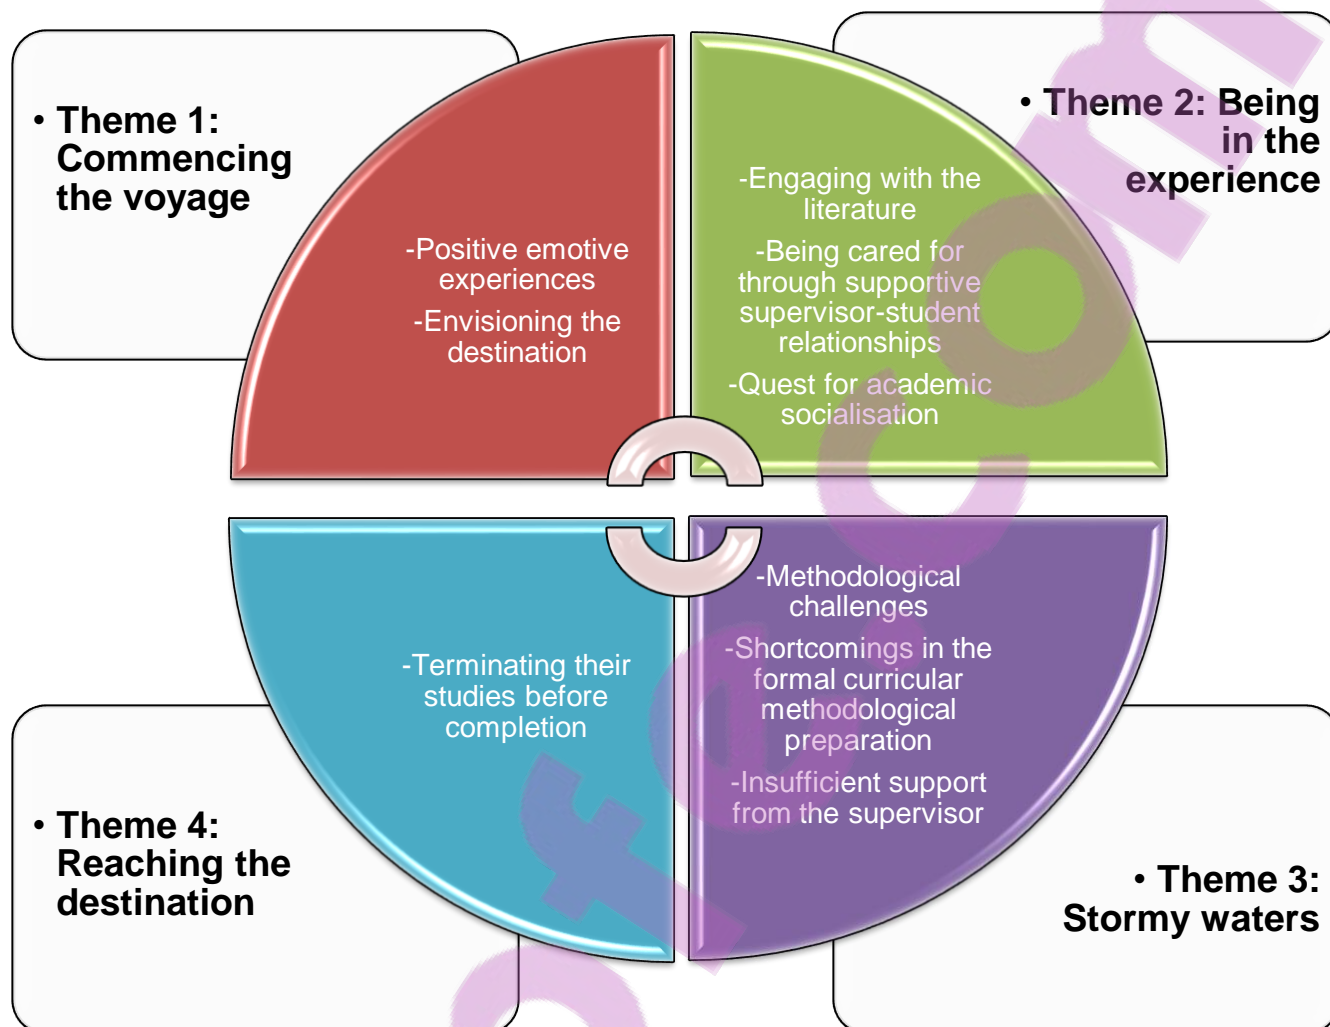 • Theme 1:
Commencing
the voyage
-Positive emotive
experiences
-Envisioning the
destination
• Theme 2: Being
in the
experience
-Engaging with the
literature
-Being cared for
through supportive
supervisor-student
relationships
-Quest for academic
socialisation
• Theme 4:
Reaching the
destination
-Terminating their
studies before
completion
-Methodological
challenges
-Shortcomings in the
formal curricular
methodological
preparation
-Insufficient support
from the supervisor
• Theme 3:
Stormy waters